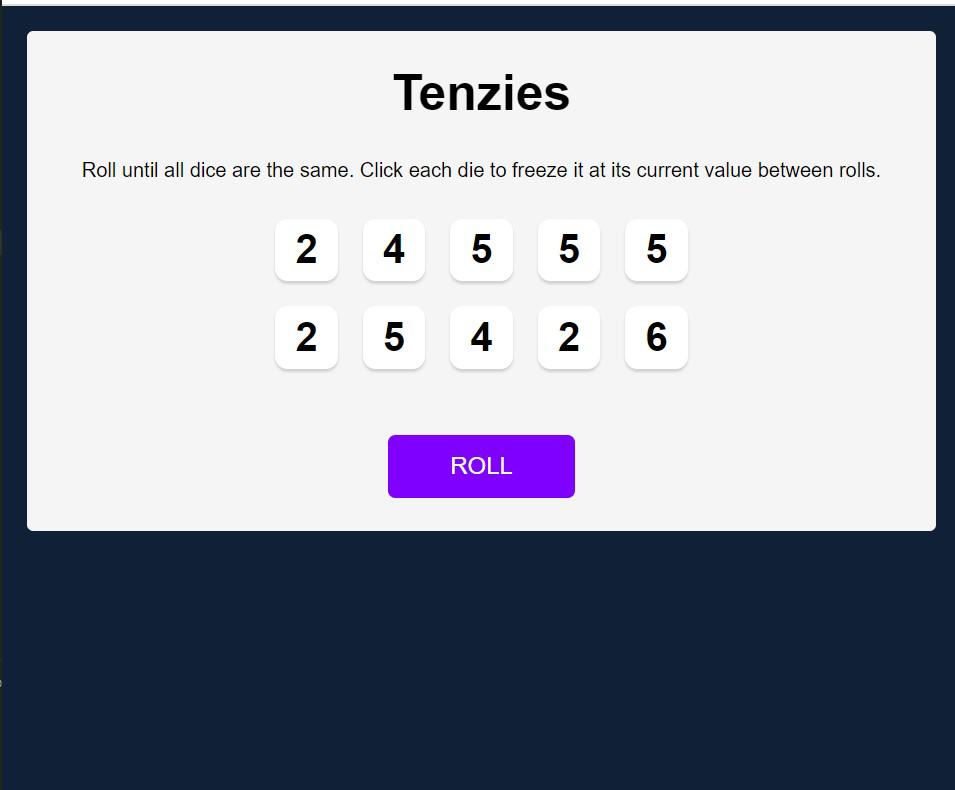 Tenzies
Roll until all dice are the same. Click each die to freeze it at its current value between rolls.
2 4 5 5 5
2 5 4 2 6
ROLL